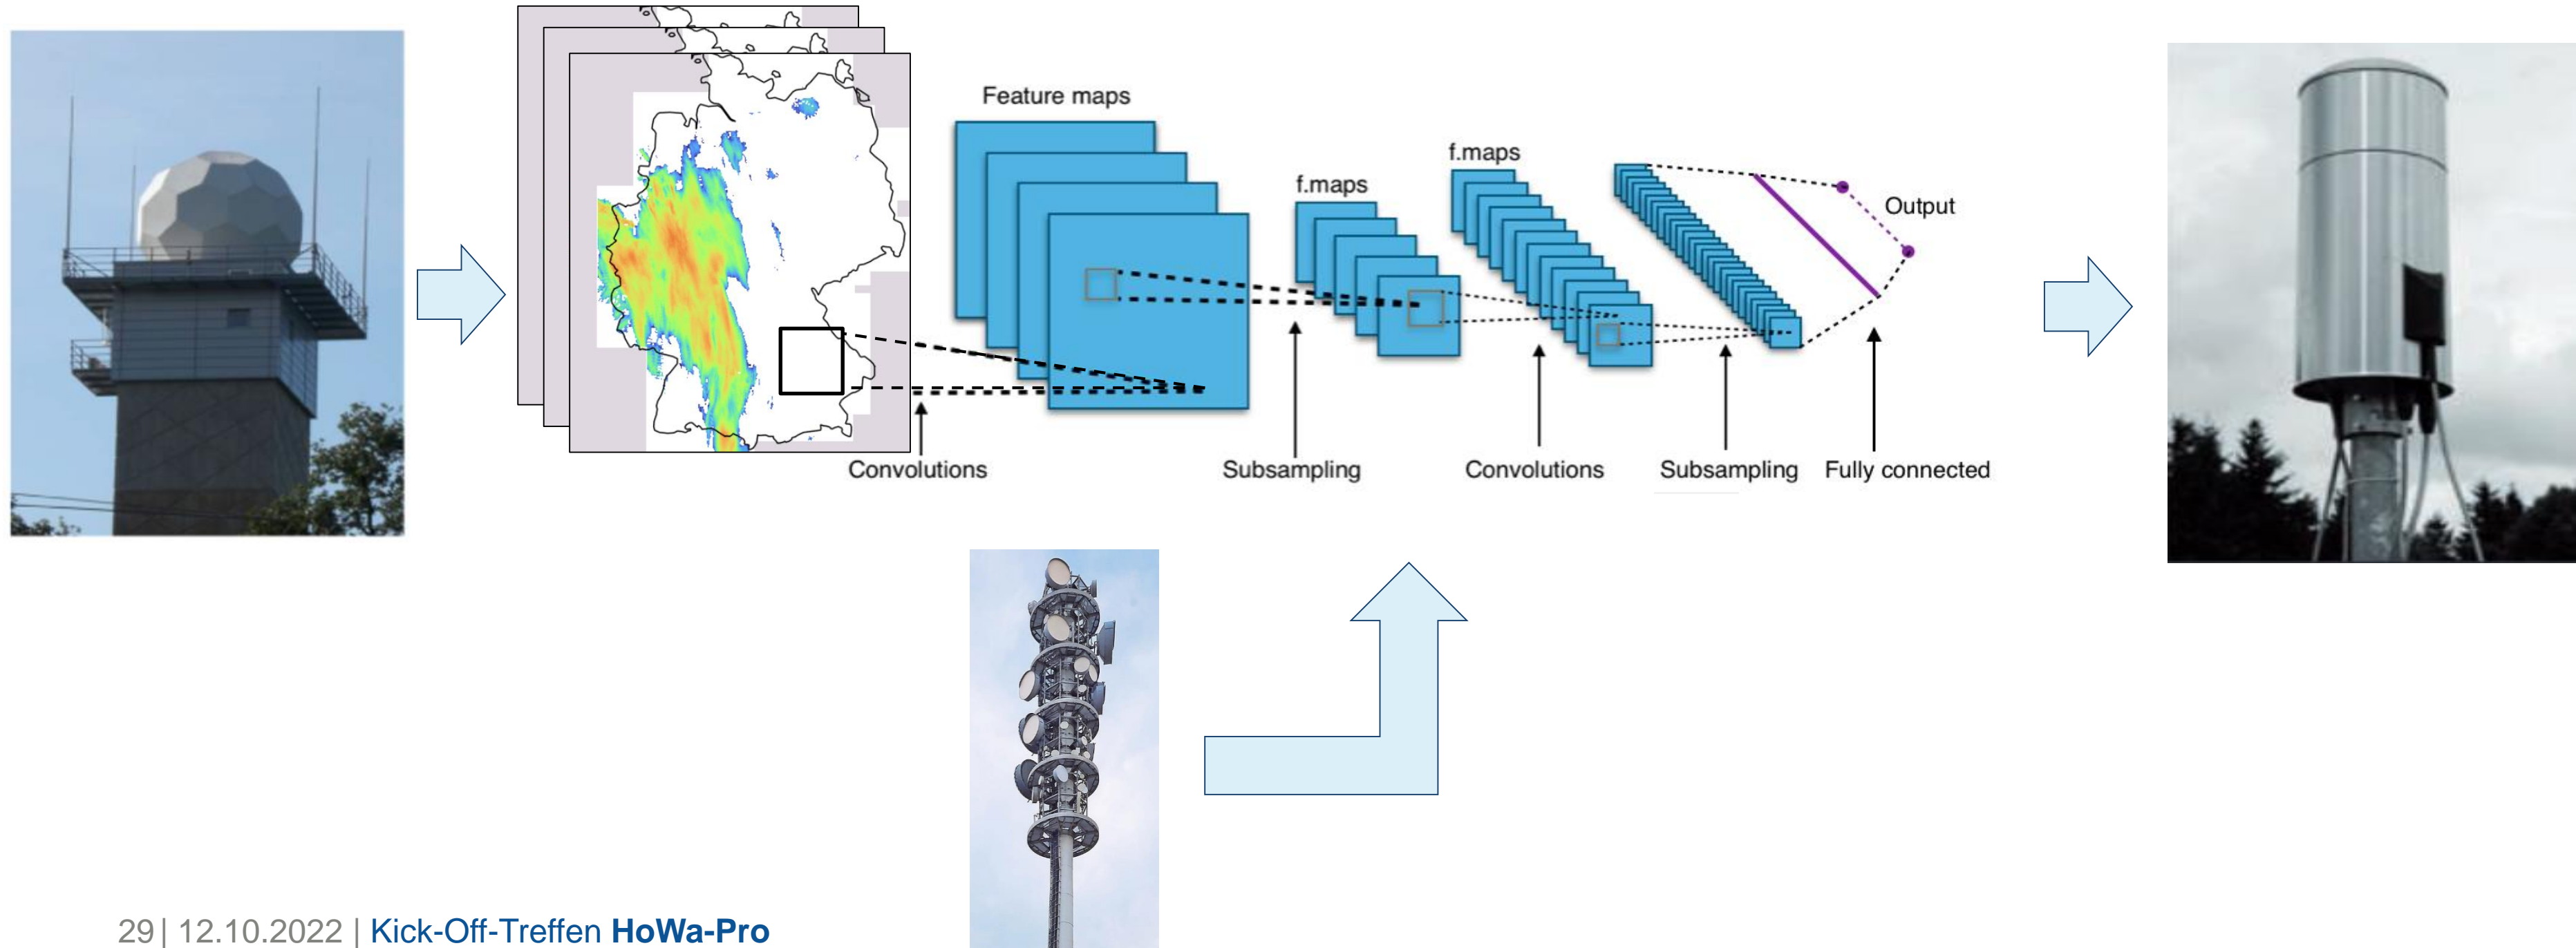 Feature maps
f.maps
f.maps
Output
Convolutions
Subsampling
Convolutions
Subsampling
Fully connected
29| 12.10.2022 | Kick-Off-Treffen HoWa-Pro